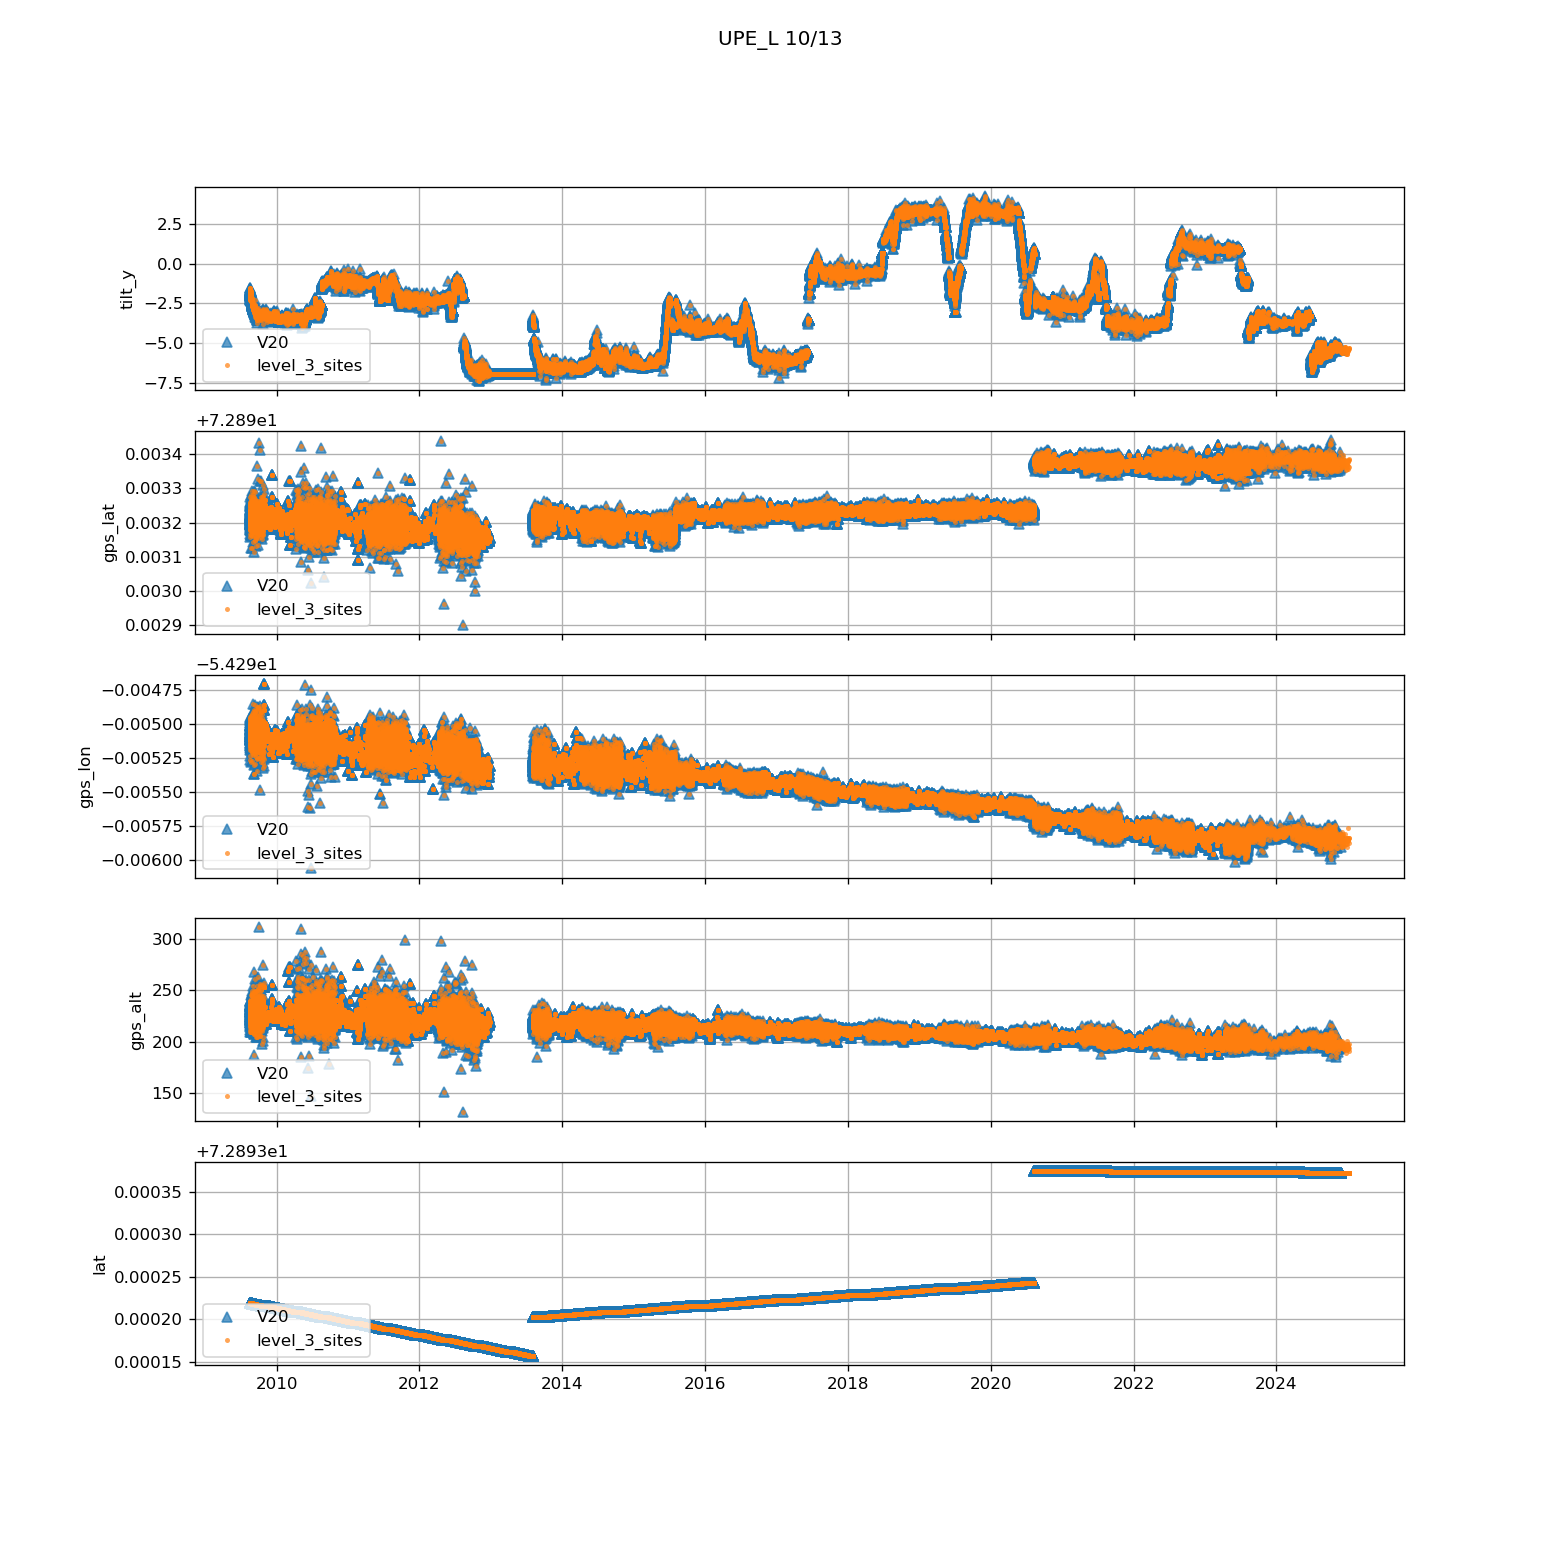 UPE_L 10/13
2.5
0.0
−2.5
−5.0
−7.5
tilt_y
V20
level_3_sites
+7.289e1
0.0034
0.0033
0.0032
0.0031
0.0030
0.0029
gps_lat
V20
level_3_sites
−5.429e1
−0.00475
−0.00500
−0.00525
−0.00550
−0.00575
−0.00600
gps_lon
V20
level_3_sites
300
250
200
150
gps_alt
V20
level_3_sites
+7.2893e1
0.00035
0.00030
0.00025
0.00020
0.00015
lat
V20
level_3_sites
2010 2012 2014 2016 2018 2020 2022 2024